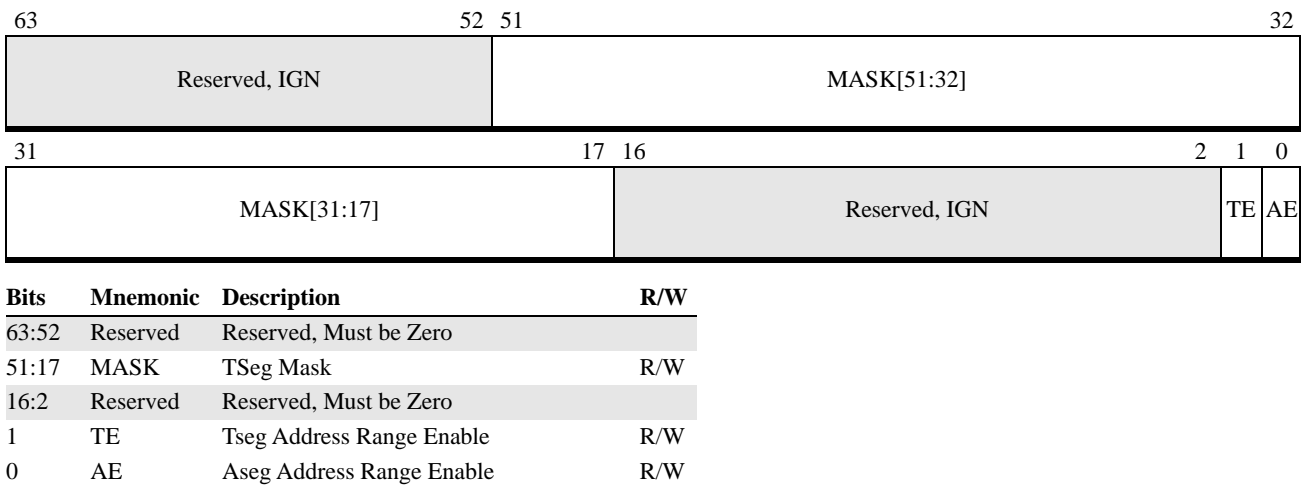 63 52 51 32
Reserved, IGN MASK[51:32]
31 17 16 2 1 0
MASK[31:17] Reserved, IGN TE AE
Bits Mnemonic Description R/W
63:52 Reserved Reserved, Must be Zero
51:17 MASK TSeg Mask R/W
16:2 Reserved Reserved, Must be Zero
1 TE Tseg Address Range Enable R/W
0 AE Aseg Address Range Enable R/W